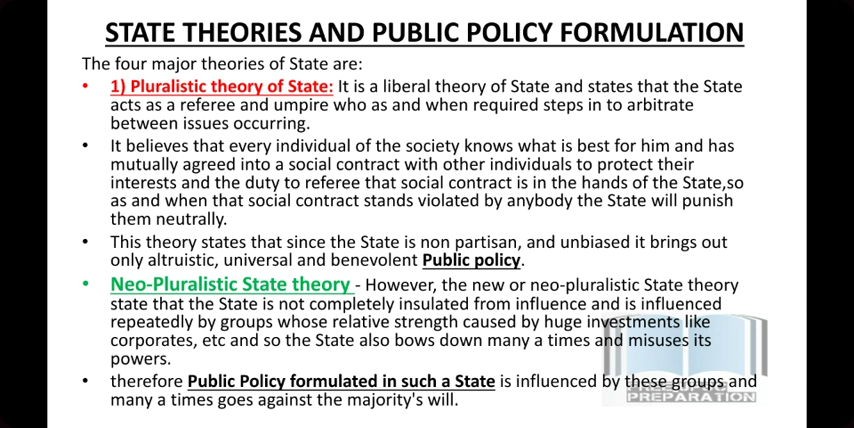 STATE THEORIES AND PUBLIC POLICY FORMULATION
The four major theories of State are:
• 1) Pluralistic theory of State: It is a liberal theory of State and states that the State
acts as a referee and umpire who as and when required steps in to arbitrate
between issues occurring.
• It believes that every individual of the society knows what is best for him and has
mutually agreed into a social contract with other individuals to protect their
interests and the duty to referee that social contract is in the hands of the State,so
as and when that social contract stands violated by anybody the State will punish
them neutrally.
• This theory states that since the State is non partisan, and unbiased it brings out
only altruistic, universal and benevolent Public policy.
• Neo-Pluralistic State theory - However, the new or neo-pluralistic State theory
state that the State is not completely insulated from influence and is influenced
repeatedly by groups whose relative strength caused by huge investments like
corporates, etc and so the State also bows down many a times and misuses its
powers.
• therefore Public Policy formulated in such a State is influenced by these groups and
many a times goes against the majority's will.
PREPARATION